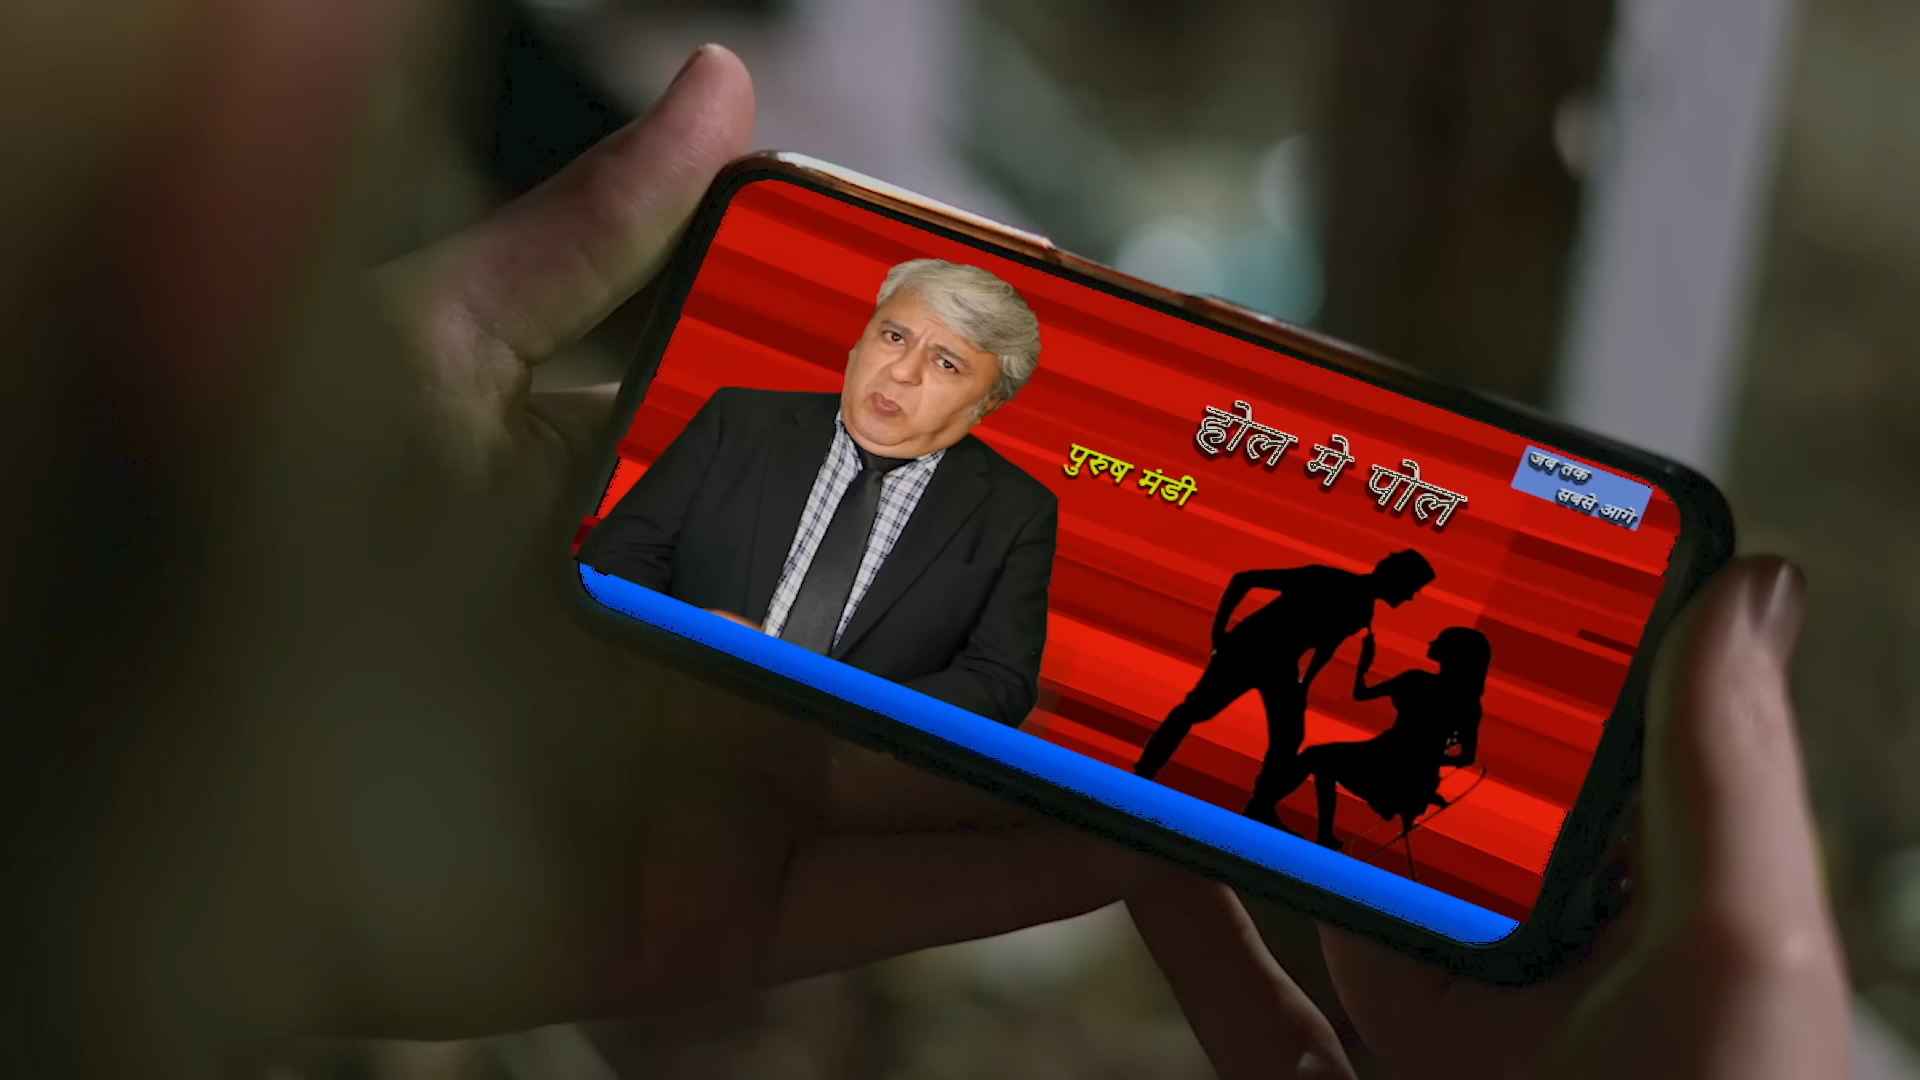 होल मे पोल
पुरुष मंडी
जब तक
सबसे आगे